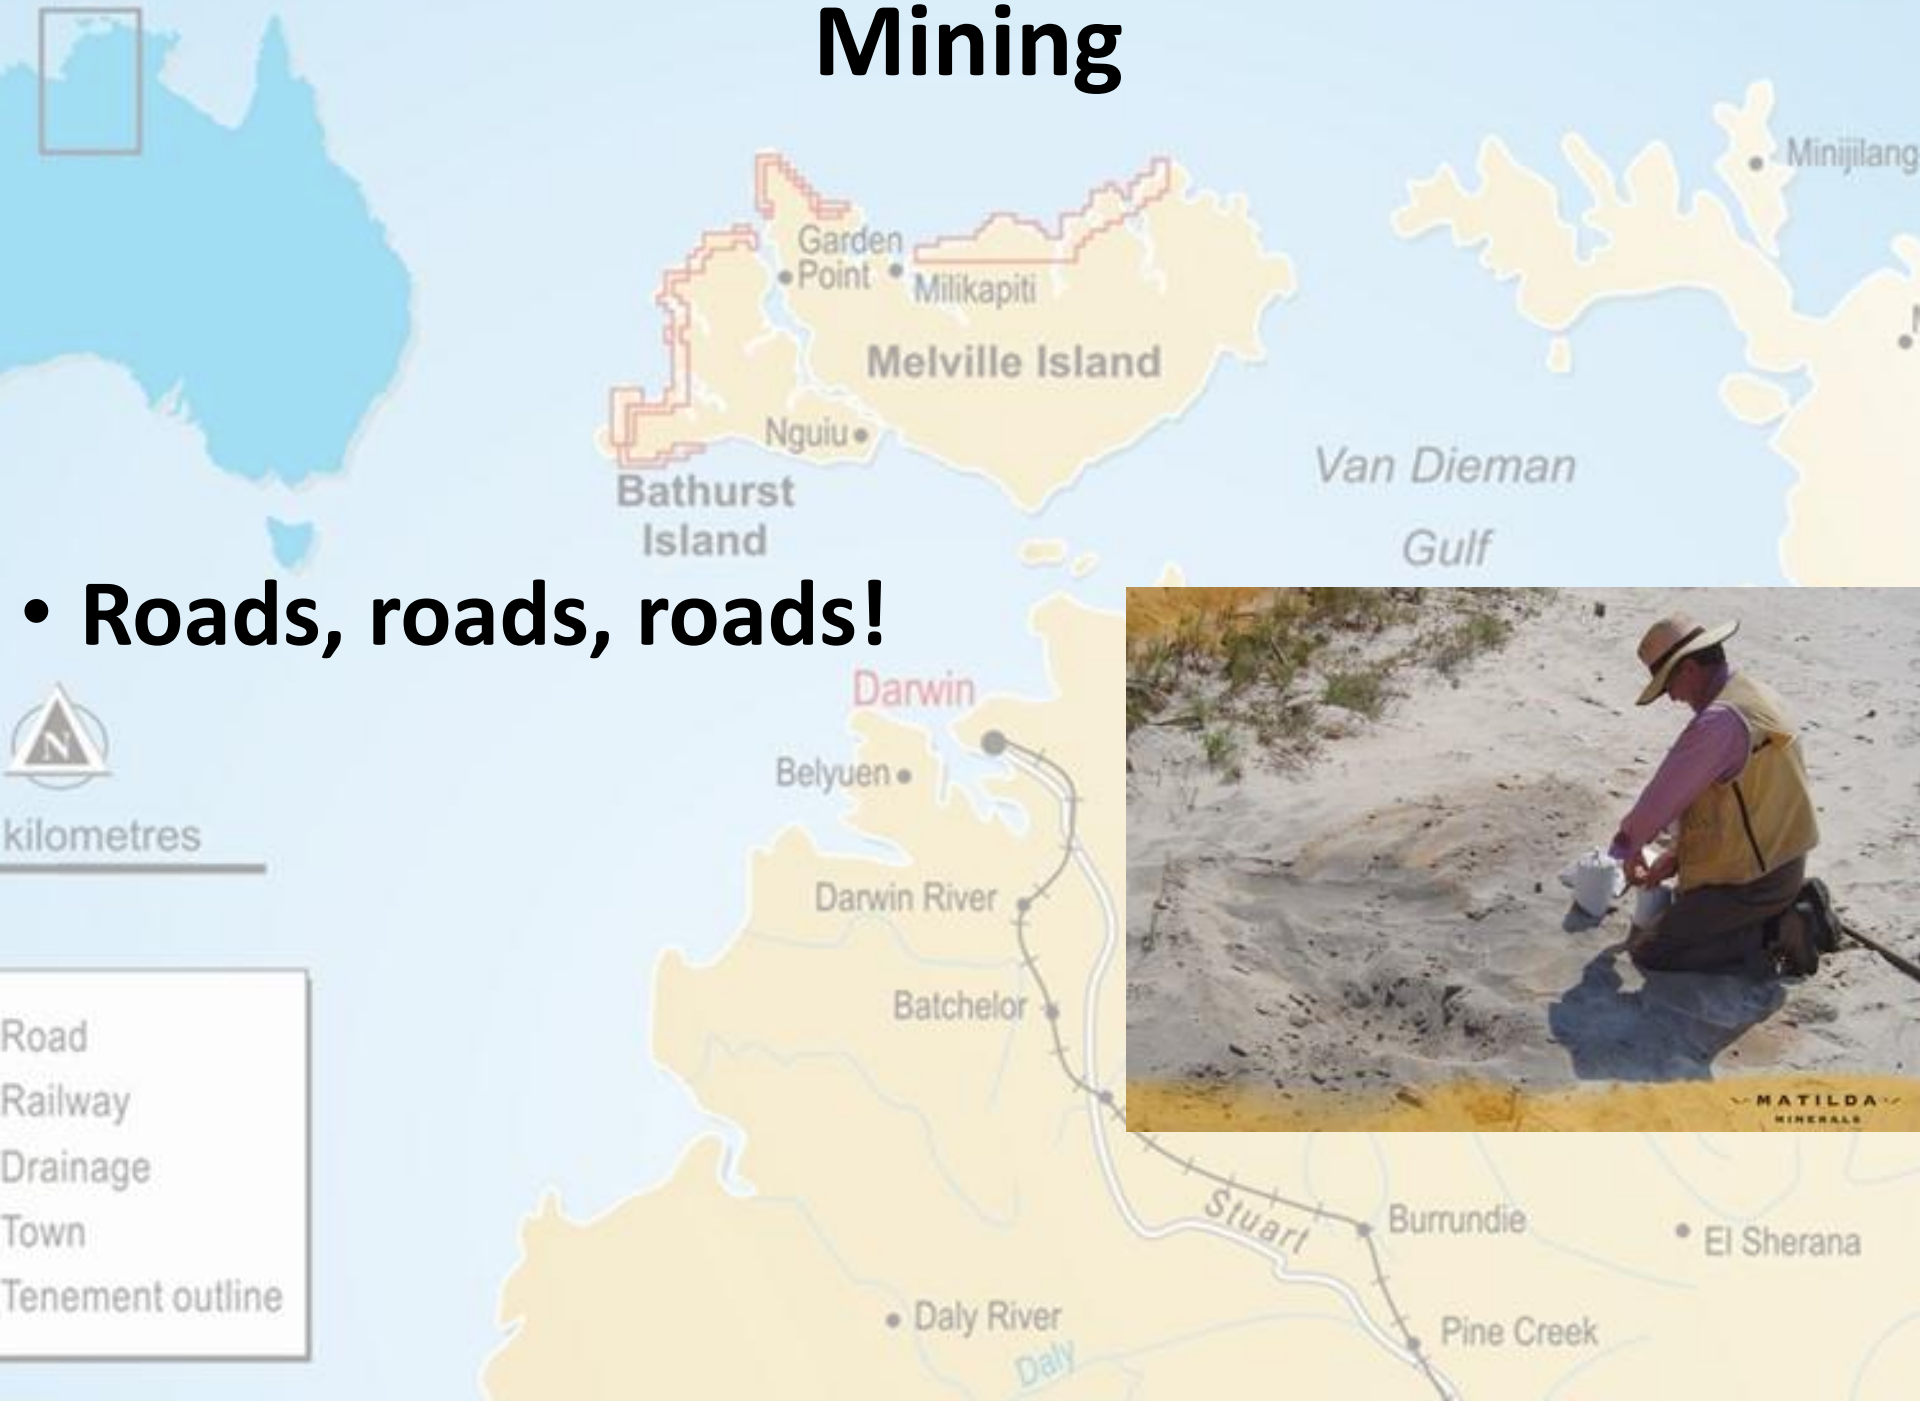 Mining
Minijilang
Garden
Point
Milikapiti
Melville Island
Nguiu
Van Dieman
Bathurst
Gulf
Island
• Roads, roads, roads!
Darwin
N
Belyuen
kilometres
Darwin River
Batchelor
Road
MATILDA
MINERALS
Railway
Drainage
Stuart
Burrundie
Town
El Sherana
Tenement outline
Daly River
Pine Creek
Daly